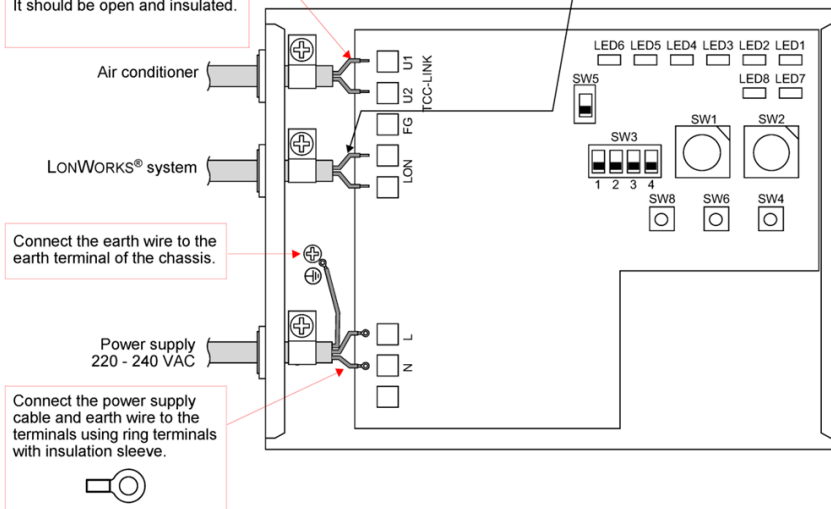 It should be open and insulated.
Air conditioner
U1
U2
TCC-LINK
FG
LON
LONWORKS® system
Connect the earth wire to the
earth terminal of the chassis.
Power supply
220 - 240 VAC
L
N
Connect the power supply
cable and earth wire to the
terminals using ring terminals
with insulation sleeve.
LED6 LED5 LED4 LED3 LED2 LED1
LED8 LED7
SW5
SW3
1 2 3 4
SW1
SW2
SW8
SW6
SW4